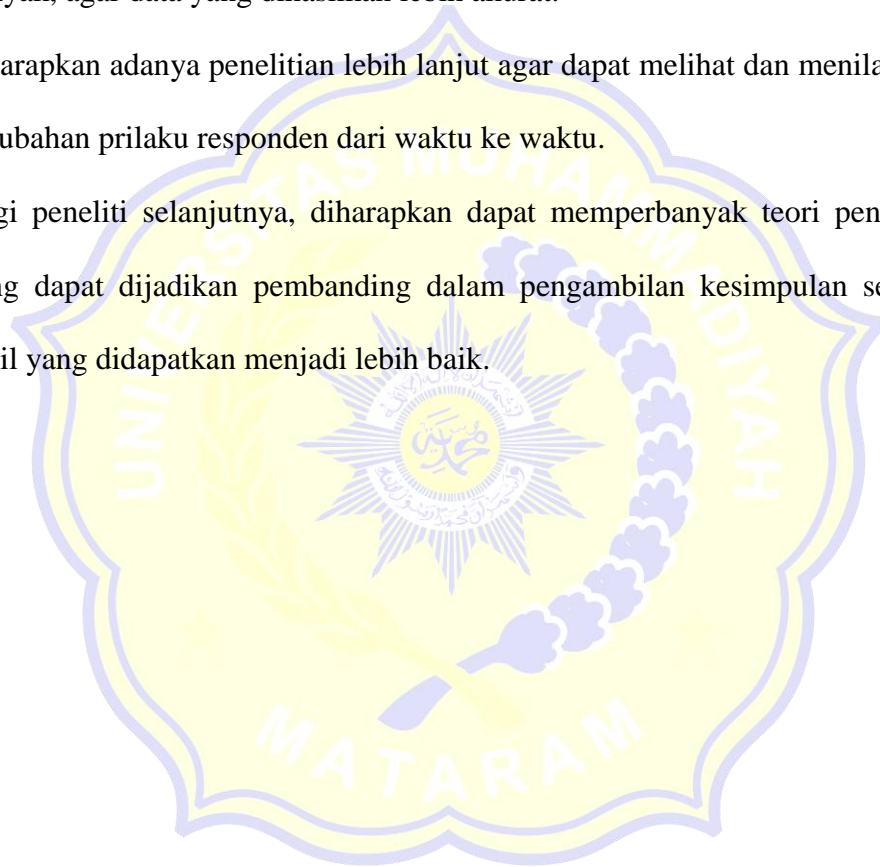 agar data yang dihasilkan lebih akurat.
arapkan adanya penelitian lebih lanjut agar dapat melihat dan menila
ubahan prilaku responden dari waktu ke waktu.
gi peneliti selanjutnya, diharapkan dapat memperbanyak teori pen
ng dapat dijadikan pembanding dalam pengambilan kesimpulan se
il yang didapatkan menjadi lebih baik.
UNIVERSITAS MUHAMMADIYAH
MATARAM